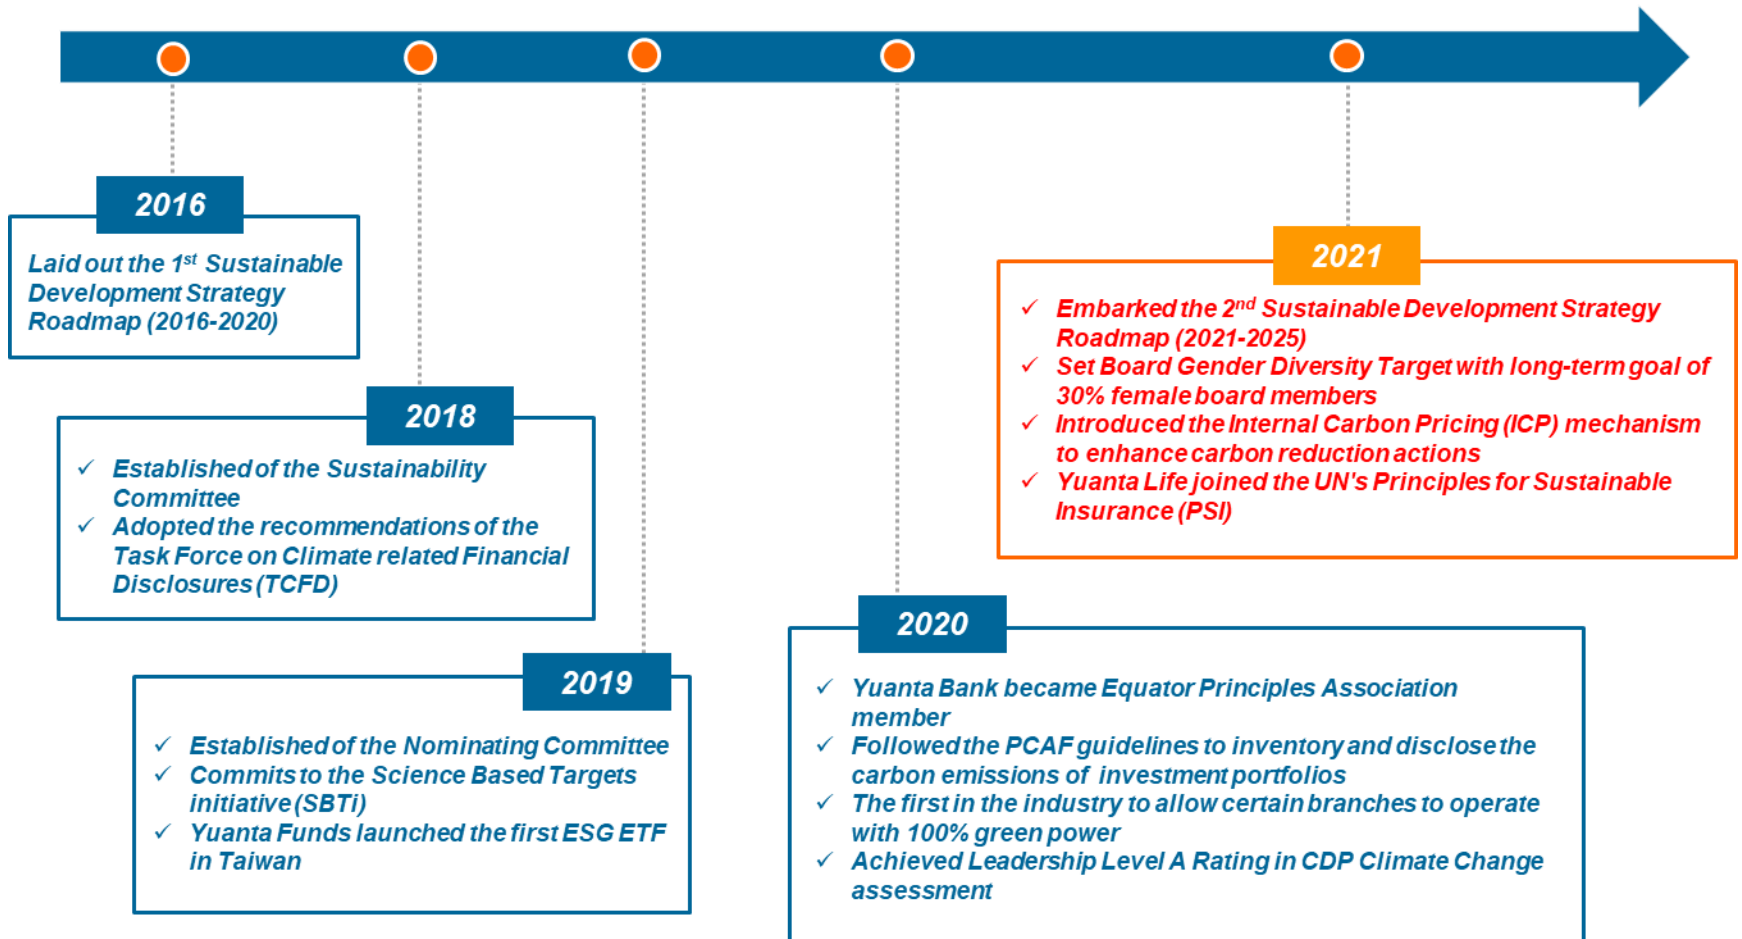 2016
Laid out the 1st Sustainable
Development Strategy
Roadmap (2016-2020)
2018
✓ Established of the Sustainability
Committee
✓ Adopted the recommendations of the
Task Force on Climate related Financial
Disclosures (TCFD)
2019
✓ Established of the Nominating Committee
✓ Commits to the Science Based Targets
initiative (SBTi)
✓ Yuanta Funds launched the first ESG ETF
in Taiwan
2020
✓ Yuanta Bank became Equator Principles Association
member
✓ Followed the PCAF guidelines to inventory and disclose the
carbon emissions of investment portfolios
✓ The first in the industry to allow certain branches to operate
with 100% green power
✓ Achieved Leadership Level A Rating in CDP Climate Change
assessment
2021
✓ Embarked the 2nd Sustainable Development Strategy
Roadmap (2021-2025)
✓ Set Board Gender Diversity Target with long-term goal of
30% female board members
✓ Introduced the Internal Carbon Pricing (ICP) mechanism
to enhance carbon reduction actions
✓ Yuanta Life joined the UN's Principles for Sustainable
Insurance (PSI)